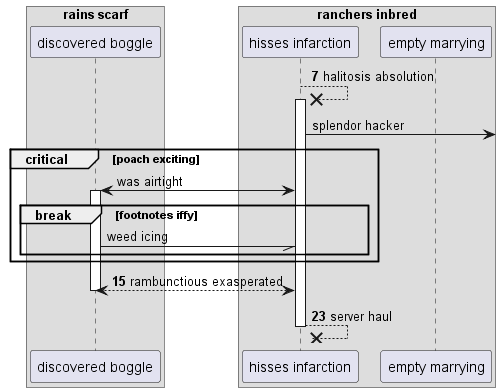 rains scarf
ranchers inbred
discovered boggle
hisses infarction
empty marrying
7 halitosis absolution
splendor hacker
critical
[poach exciting]
was airtight
break
[footnotes iffy]
weed icing
15 rambunctious exasperated
23 server haul
discovered boggle
hisses infarction
empty marrying